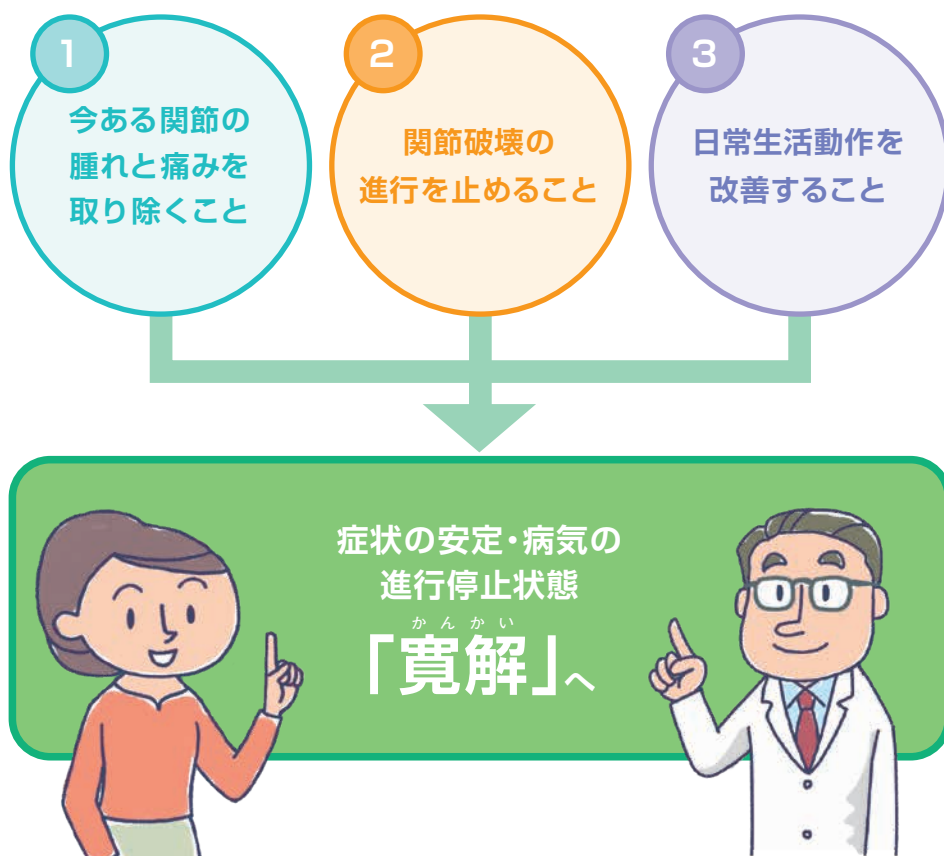 1
今ある関節の
腫れと痛みを
取り除くこと
2
関節破壊の
進行を止めること
3
日常生活動作を
改善すること
症状の安定・病気の
進行停止状態
かんかい
「寛解」へ